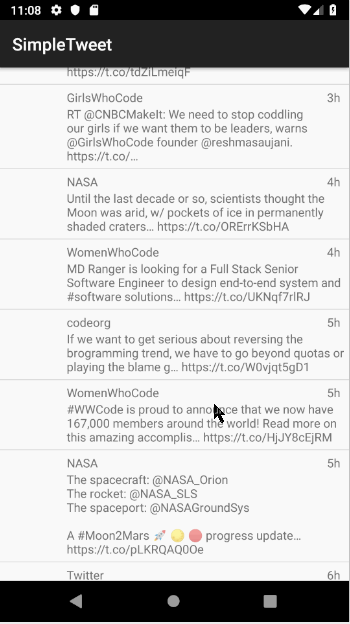 11:08
SimpleTweet
https://t.co/tdZiLmeiqF
GirlsWhoCode 3h
RT @CNBCMakeIt: We need to stop coddling
our girls if we want them to be leaders, warns
@GirlsWhoCode founder @reshmasaujani.
https://t.co/…
NASA 4h
Until the last decade or so, scientists thought the
Moon was arid, w/ pockets of ice in permanently
shaded craters… https://t.co/ORErrKSbHA
WomenWhoCode 4h
MD Ranger is looking for a Full Stack Senior
Software Engineer to design end-to-end system and
#software solutions… https://t.co/UKNqf7rlRJ
codeorg 5h
If we want to get serious about reversing the
brogramming trend, we have to go beyond quotas or
playing the blame g… https://t.co/W0vjqt5gD1
WomenWhoCode 5h
#WWCode is proud to announce that we now have
167,000 members around the world! Read more on
this amazing accomplis… https://t.co/HjJY8cEjRM
NASA 5h
The spacecraft: @NASA_Orion
The rocket: @NASA_SLS
The spaceport: @NASAGroundSys
A #Moon2Mars 🚀 🌕 🔴 progress update…
https://t.co/pLKRQAQ0Oe
Twitter 6h